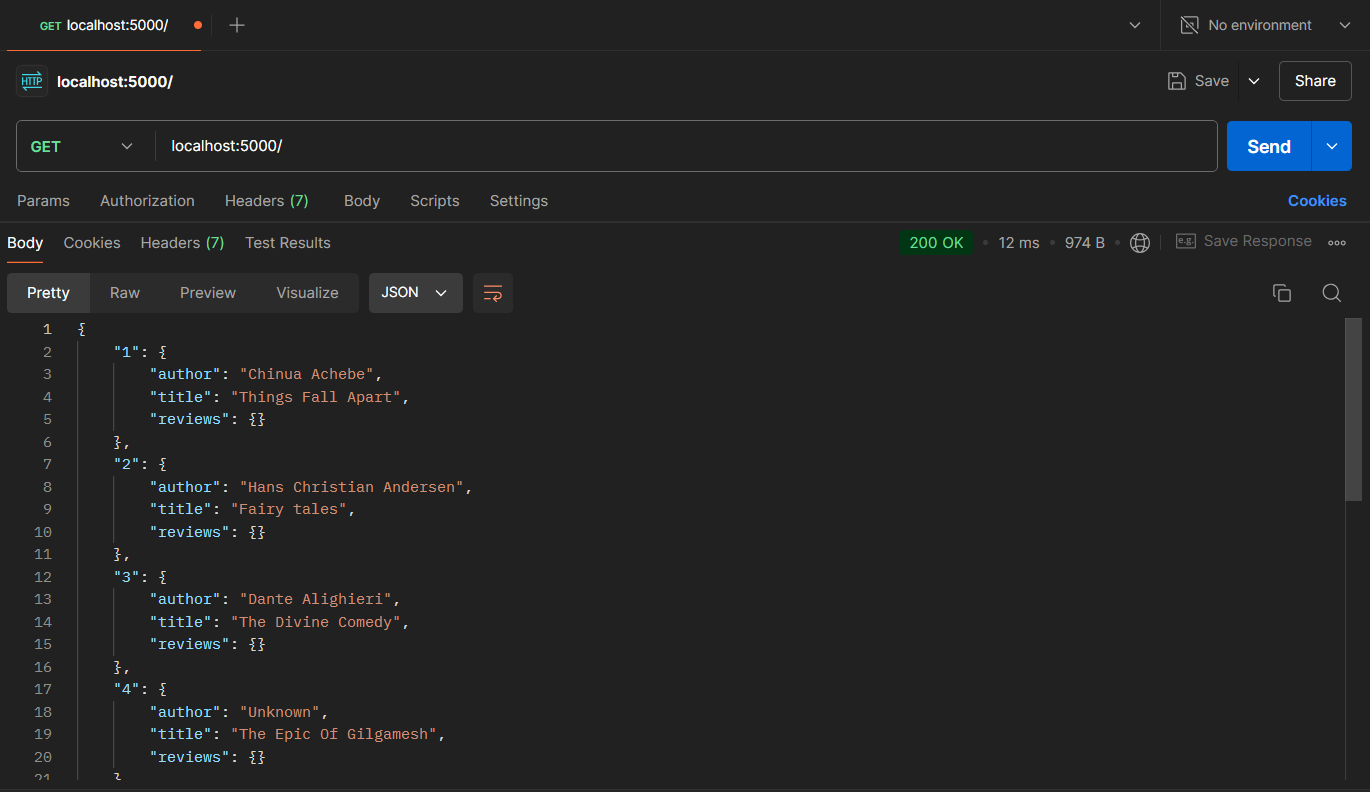 GET localhost:5000/ No environment
HTTP localhost:5000/ Save Share
GET localhost:5000/ Send
Params Authorization Headers (7) Body Scripts Settings Cookies
Body Cookies Headers (7) Test Results 200 OK • 12 ms • 974 B • e.g. Save Response
Pretty Raw Preview Visualize JSON
1 {
2 "1": {
3 "author": "Chinua Achebe",
4 "title": "Things Fall Apart",
5 "reviews": {}
6 },
7 "2": {
8 "author": "Hans Christian Andersen",
9 "title": "Fairy tales",
10 "reviews": {}
11 },
12 "3": {
13 "author": "Dante Alighieri",
14 "title": "The Divine Comedy",
15 "reviews": {}
16 },
17 "4": {
18 "author": "Unknown",
19 "title": "The Epic Of Gilgamesh",
20 "reviews": {}
21 }